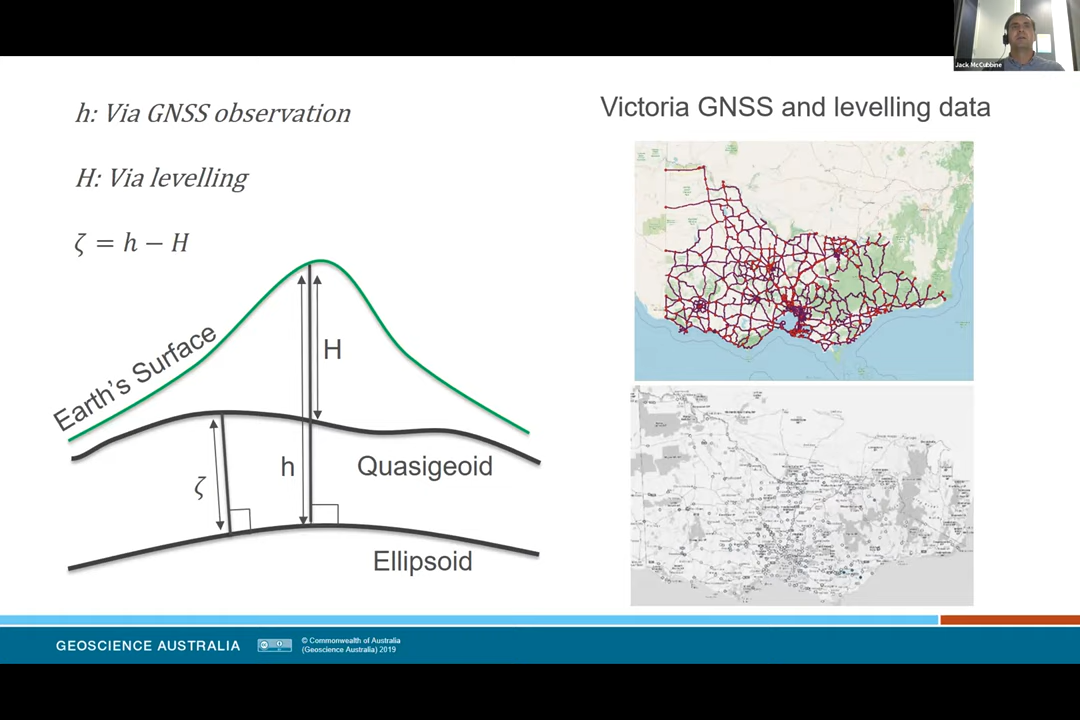 Jack McCubbine
h: Via GNSS observation
H: Via levelling
ζ = h − H
Victoria GNSS and levelling data
Earth's Surface
H
h
ζ
Quasigeoid
Ellipsoid
GEOSCIENCE AUSTRALIA
© Commonwealth of Australia
(Geoscience Australia) 2019